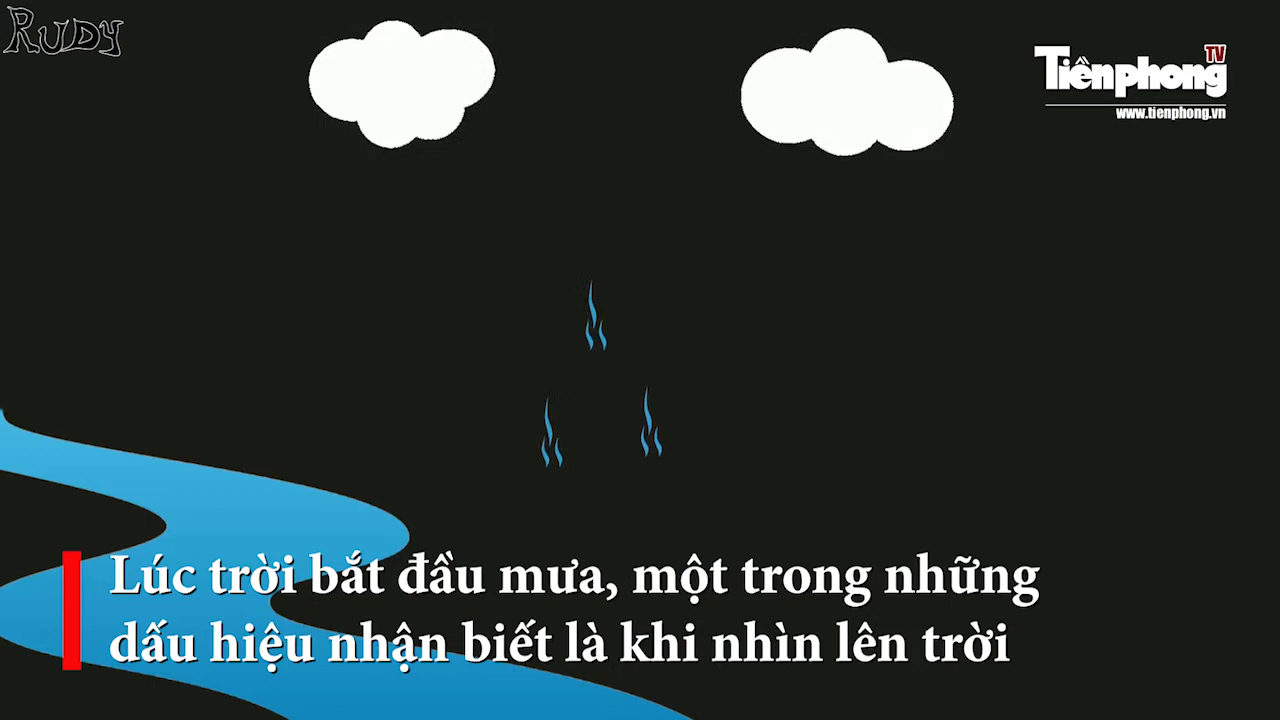 RUDY
Tiềnphong TV
www.tienphong.vn
Lúc trời bắt đầu mưa, một trong những
dấu hiệu nhận biết là khi nhìn lên trời